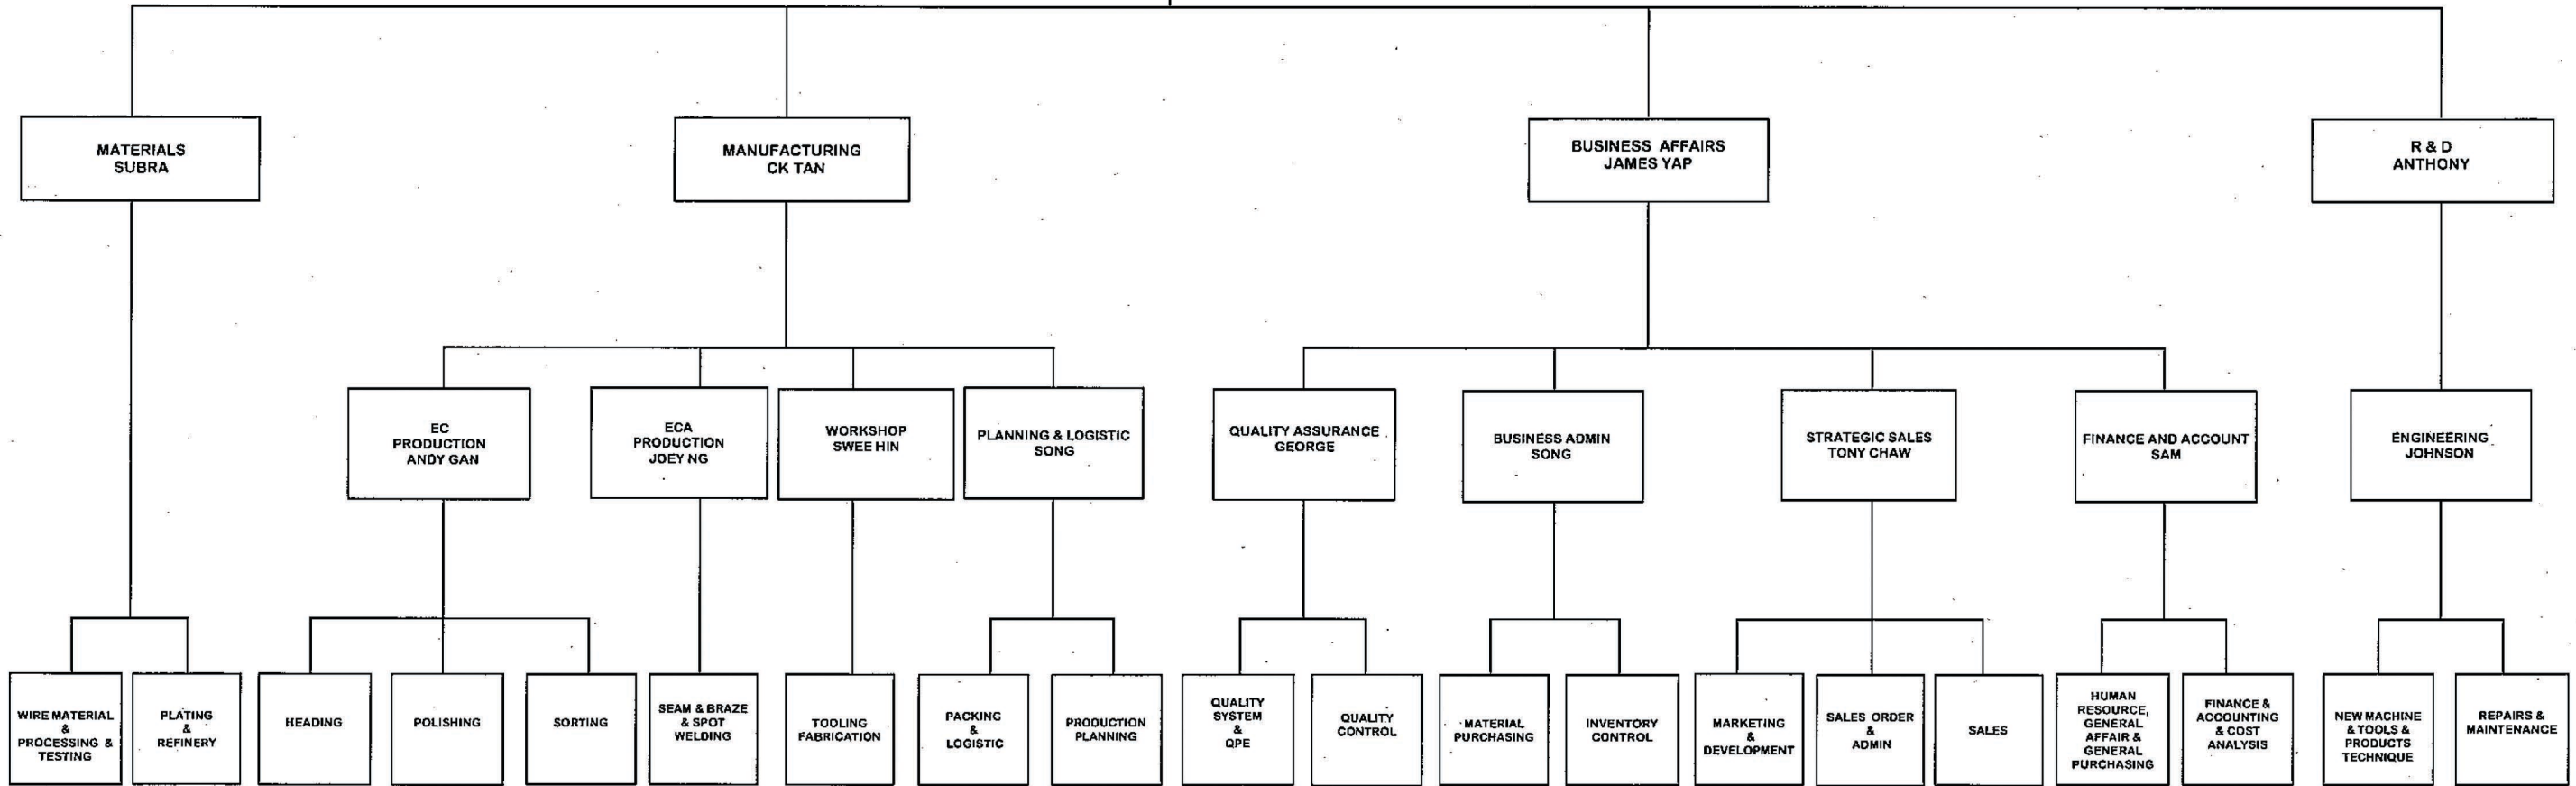 MATERIALS
SUBRA
MANUFACTURING
CK TAN
BUSINESS AFFAIRS
JAMES YAP
R & D
ANTHONY
EC
PRODUCTION
ANDY GAN
ECA
PRODUCTION
JOEY NG
WORKSHOP
SWEE HIN
PLANNING & LOGISTIC
SONG
QUALITY ASSURANCE
GEORGE
BUSINESS ADMIN
SONG
STRATEGIC SALES
TONY CHAW
FINANCE AND ACCOUNT
SAM
ENGINEERING
JOHNSON
WIRE MATERIAL
&
PROCESSING &
TESTING
PLATING
&
REFINERY
HEADING
POLISHING
SORTING
SEAM & BRAZE
& SPOT
WELDING
TOOLING
FABRICATION
PACKING
&
LOGISTIC
PRODUCTION
PLANNING
QUALITY
SYSTEM
&
QPE
QUALITY
CONTROL
MATERIAL
PURCHASING
INVENTORY
CONTROL
MARKETING
&
DEVELOPMENT
SALES ORDER
&
ADMIN
SALES
HUMAN
RESOURCE,
GENERAL
AFFAIR &
GENERAL
PURCHASING
FINANCE &
ACCOUNTING
& COST
ANALYSIS
NEW MACHINE
& TOOLS &
PRODUCTS
TECHNIQUE
REPAIRS &
MAINTENANCE